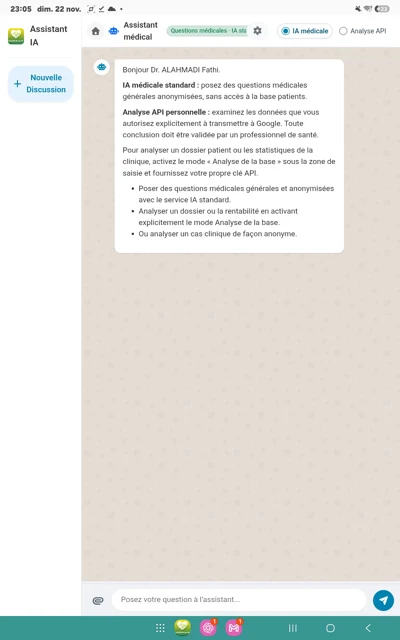 23:05 dim. 22 nov.
Assistant
IA
Nouvelle
Discussion
Assistant
médical
Questions médicales · IA sta
IA médicale
Analyse API
Bonjour Dr. ALAHMADI Fathi.
IA médicale standard : posez des questions médicales
générales anonymisées, sans accès à la base patients.
Analyse API personnelle : examinez les données que vous
autorisez explicitement à transmettre à Google. Toute
conclusion doit être validée par un professionnel de santé.
Pour analyser un dossier patient ou les statistiques de la
clinique, activez le mode « Analyse de la base » sous la zone de
saisie et fournissez votre propre clé API.
• Poser des questions médicales générales et anonymisées
avec le service IA standard.
• Analyser un dossier ou la rentabilité en activant
explicitement le mode Analyse de la base.
• Ou analyser un cas clinique de façon anonyme.
Posez votre question à l'assistant...